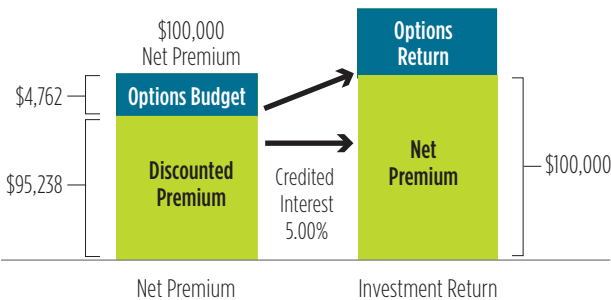 $100,000
Net Premium
Options
Return
$4,762
Options Budget
Discounted
Premium
$95,238
Credited
Interest
5.00%
Net
Premium
$100,000
Net Premium
Investment Return